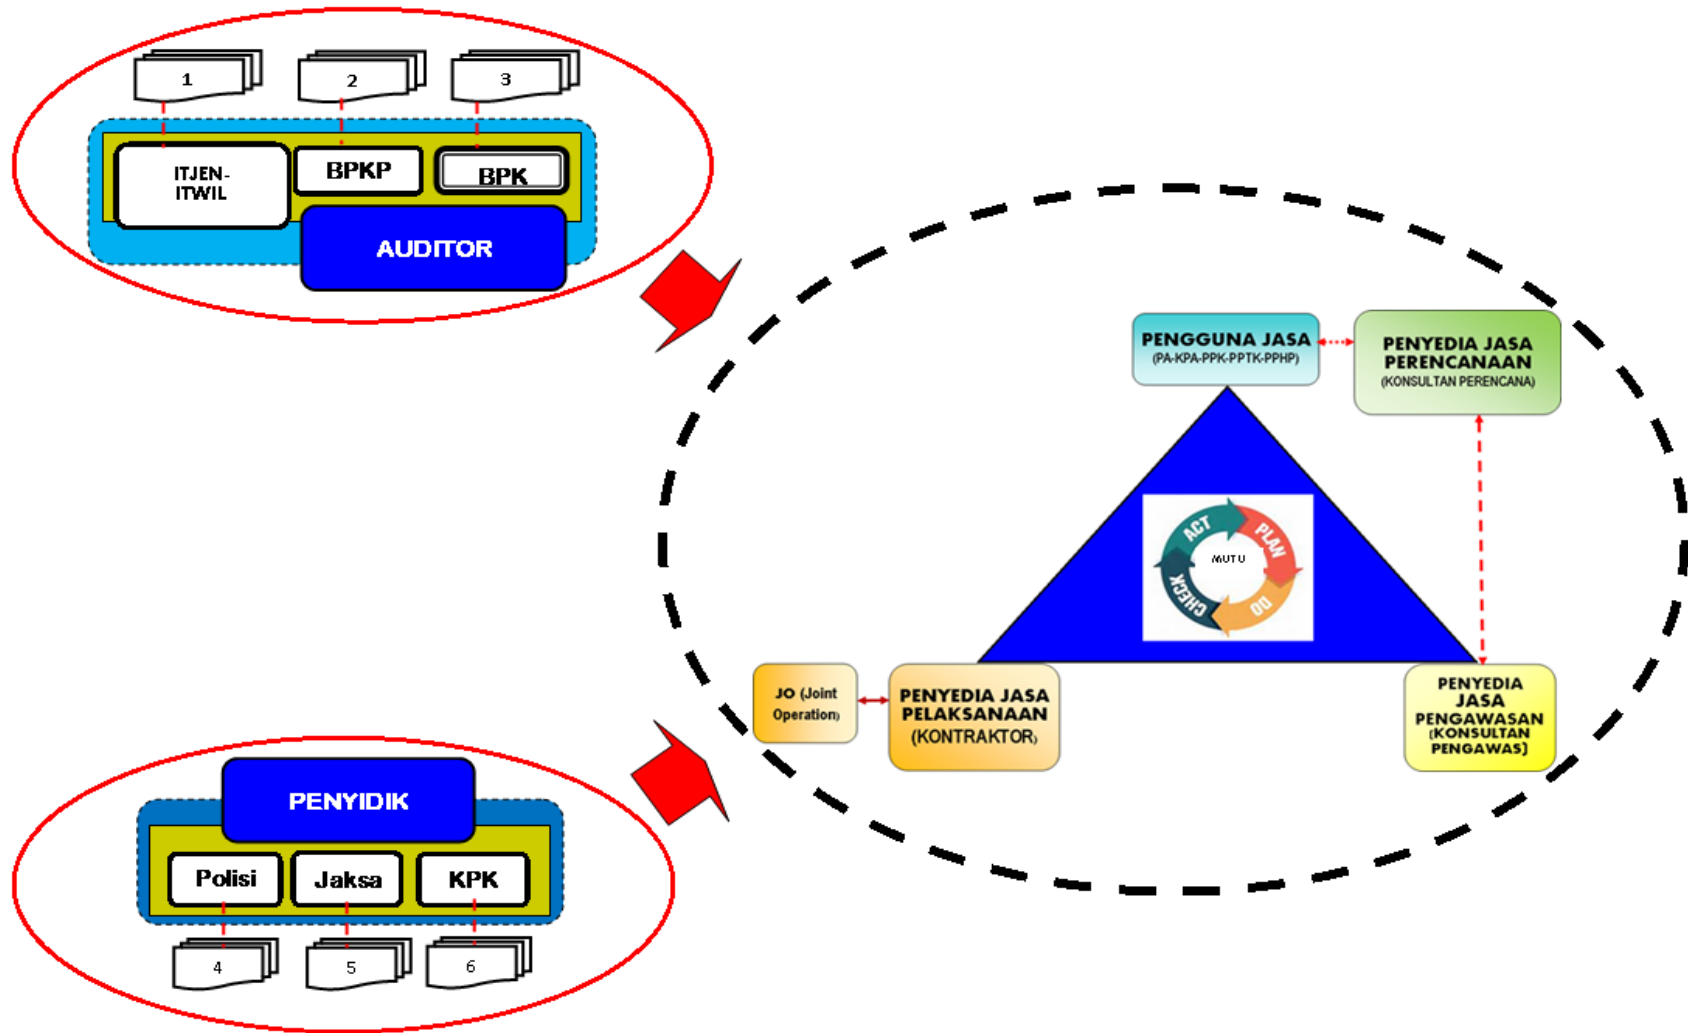 1
2
3
ITJEN-
ITWIL
BPKP
BPK
AUDITOR
PENGGUNA JASA
(PA-KPA-PPK-PPTK-PPHP)
PENYEDIA JASA
PERENCANAAN
(KONSULTAN PERENCANA)
ACT
PLAN
MUTU
CHECK
DO
JO (Joint
Operation)
PENYEDIA JASA
PELAKSANAAN
(KONTRAKTOR)
PENYEDIA
JASA
PENGAWASAN
(KONSULTAN
PENGAWAS)
PENYIDIK
Polisi
Jaksa
KPK
4
5
6